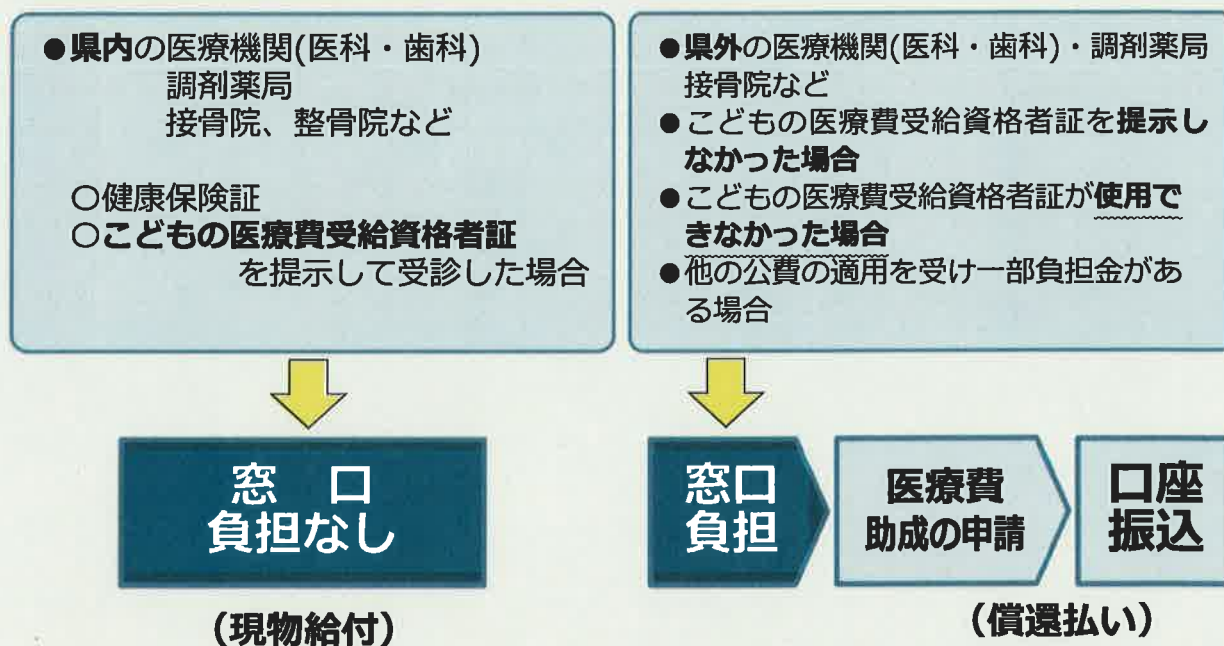 ●県内の医療機関(医科・歯科)
調剤薬局
接骨院、整骨院など
○健康保険証
○こどもの医療費受給資格者証
を提示して受診した場合
窓 口
負担なし
(現物給付)
●県外の医療機関(医科・歯科)・調剤薬局
接骨院など
●こどもの医療費受給資格者証を提示し
なかった場合
●こどもの医療費受給資格者証が使用で
きなかった場合
●他の公費の適用を受け一部負担金があ
る場合
窓口
負担
医療費
助成の申請
口座
振込
(償還払い)